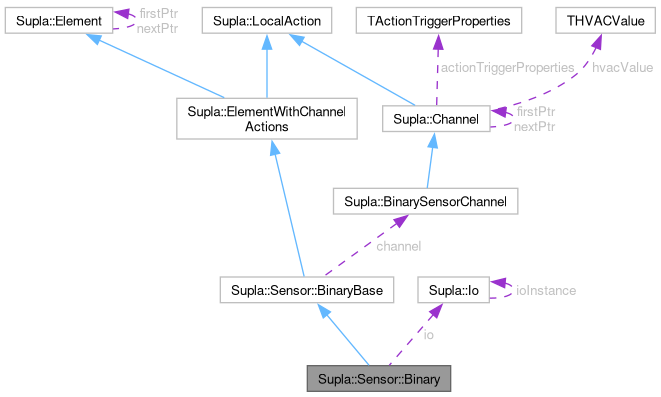 Supla::Element
firstPtr
nextPtr
Supla::LocalAction
TActionTriggerProperties
THVACValue
actionTriggerProperties
hvacValue
Supla::ElementWithChannel
Actions
Supla::Channel
firstPtr
nextPtr
Supla::BinarySensorChannel
channel
Supla::Sensor::BinaryBase
Supla::Io
ioInstance
io
Supla::Sensor::Binary